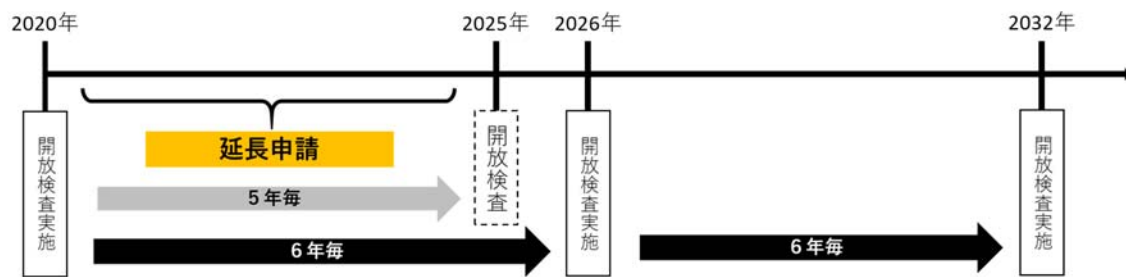 2020年
2025年
2026年
2032年
開放検査実施
延長申請
開放検査
開放検査実施
開放検査実施
5年毎
6年毎
6年毎